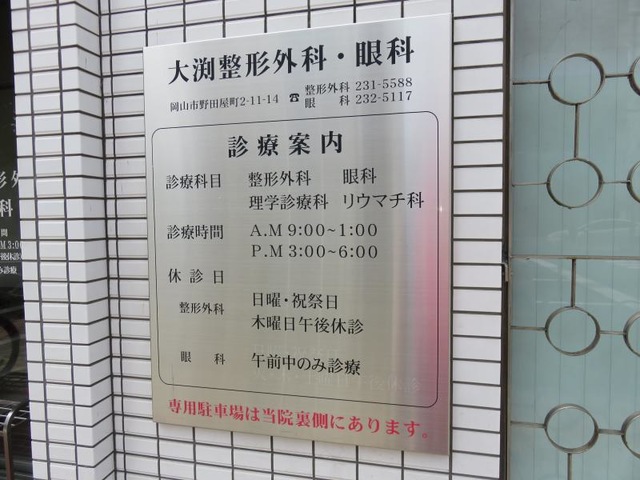 大渕整形外科・眼科
岡山市野田屋町2-11-14 ☎ 整形外科 231-5588
眼 科 232-5117
診療案内
診療科目 整形外科 眼科
理学診療科 リウマチ科
診療時間 A.M 9:00~1:00
P.M 3:00~6:00
休診日
整形外科 日曜・祝祭日
木曜日午後休診
眼 科 午前中のみ診療
専用駐車場は当院裏側にあります。